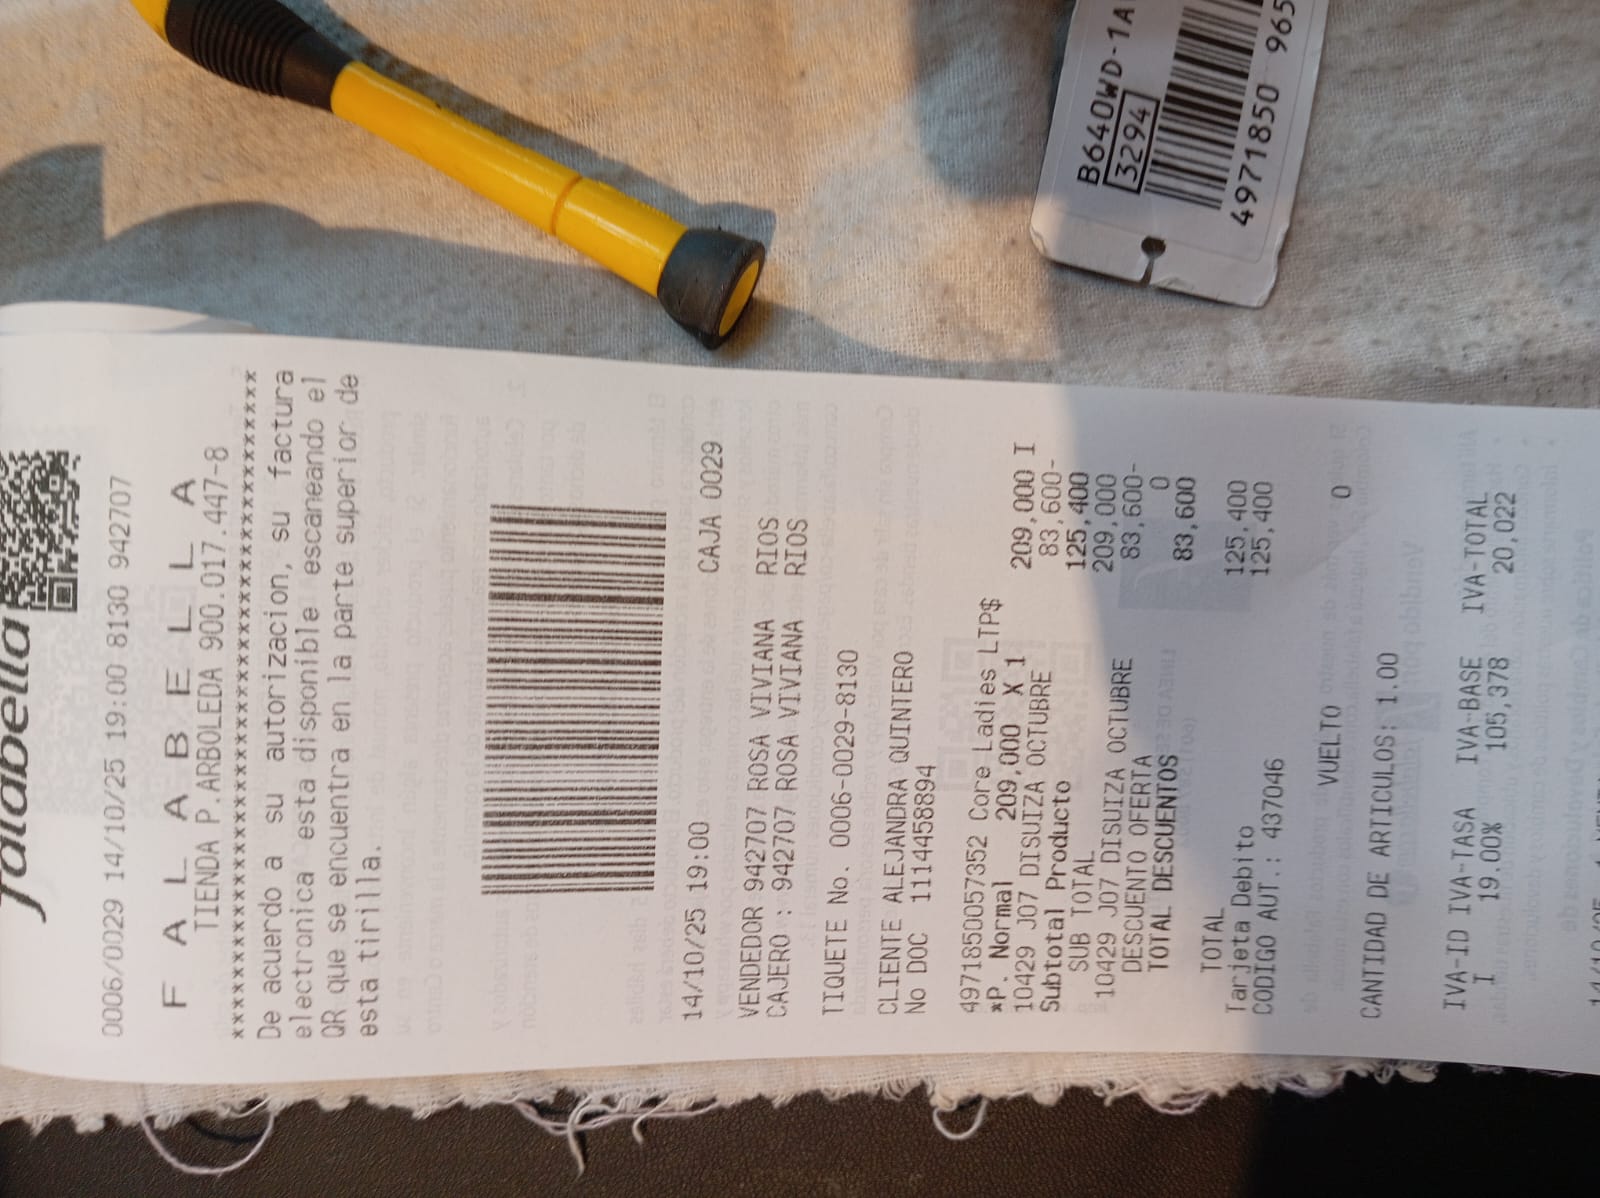 falabella
0006/0029 14/10/25 19:00 8130 942707
F A L A B E L L A
TIENDA P.ARBOLEDA 900.017.447-8
De acuerdo a su autorizacion, su factura
electronica esta disponible escaneando el
QR que se encuentra en la parte superior de
esta tirilla.
14/10/25 19:00 CAJA 0029
VENDEDOR 942707 ROSA VIVIANA RIOS
CAJERO : 942707 ROSA VIVIANA RIOS
TIQUETE No. 0006-0029-8130
CLIENTE ALEJANDRA QUINTERO
No DOC 1114458894
4971850057352 Core Ladies LTP$
*P. Normal 209,000 X 1 209,000 I
10429 J07 DISUIZA OCTUBRE 83,600-
Subtotal Producto 125,400
SUB TOTAL 209,000
10429 J07 DISUIZA OCTUBRE 83,600-
DESCUENTO OFERTA 0
TOTAL DESCUENTOS 83,600
TOTAL 125,400
Tarjeta Debito 125,400
CODIGO AUT.: 437046
VUELTO 0
CANTIDAD DE ARTICULOS: 1.00
IVA-ID IVA-TASA IVA-BASE IVA-TOTAL
I 19.00% 105,378 20,022
B640WD-1A
3294
4971850 965